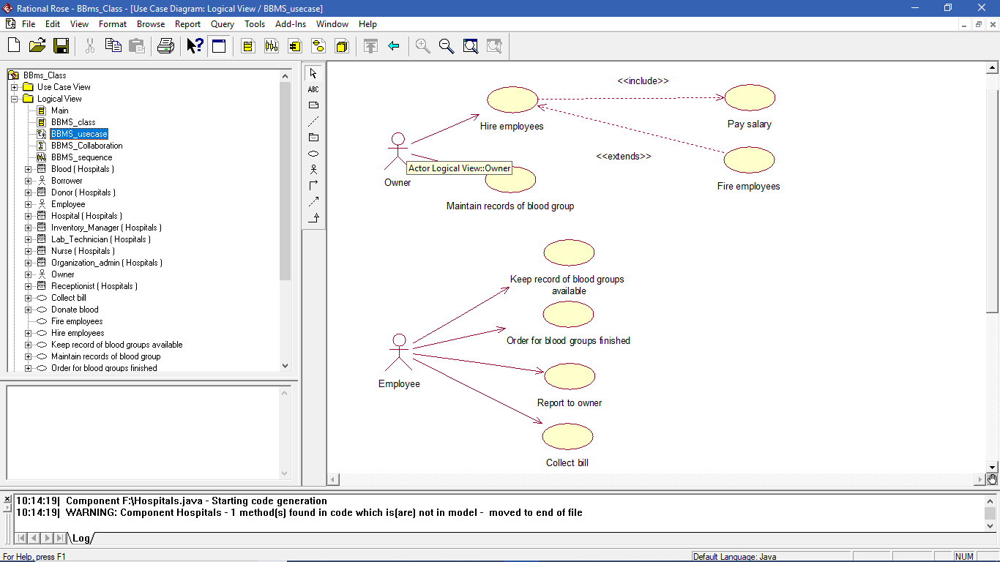 Rational Rose - BBms_Class - [Use Case Diagram: Logical View / BBMS_usecase]
File Edit View Format Browse Report Query Tools Add-Ins Window Help
BBms_Class
Use Case View
Logical View
Main
BBMS_class
BBMS_usecase
BBMS_Collaboration
BBMS_sequence
Blood ( Hospitals )
Borrower
Donor ( Hospitals )
Employee
Hospital ( Hospitals )
Inventory_Manager ( Hospitals )
Lab_Technician ( Hospitals )
Nurse ( Hospitals )
Organization_admin ( Hospitals )
Owner
Receptionist ( Hospitals )
Collect bill
Donate blood
Fire employees
Hire employees
Keep record of blood groups available
Maintain records of blood group
Order for blood groups finished
ABC
<<include>>
Hire employees
Pay salary
<<extends>>
Actor Logical View::Owner
Owner
Fire employees
Maintain records of blood group
Keep record of blood groups
available
Order for blood groups finished
Employee
Report to owner
Collect bill
10:14:19| Component F:\Hospitals.java - Starting code generation
10:14:19| WARNING: Component Hospitals - 1 method(s) found in code which is(are) not in model - moved to end of file
Log
For Help, press F1
Default Language: Java
NUM